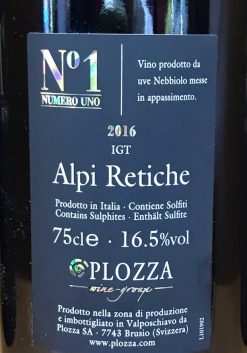 Nº1
NUMERO UNO
Vino prodotto da
uve Nebbiolo messe
in appassimento.
2016
IGT
Alpi Retiche
Prodotto in Italia · Contiene Solfiti
Contains Sulphites · Enthält Sulfite
75cl e · 16.5%vol
PLOZZA
wine group
Prodotto nella zona di produzione
e imbottigliato in Valposchiavo da
Plozza SA - 7743 Brusio (Svizzera)
www.plozza.com